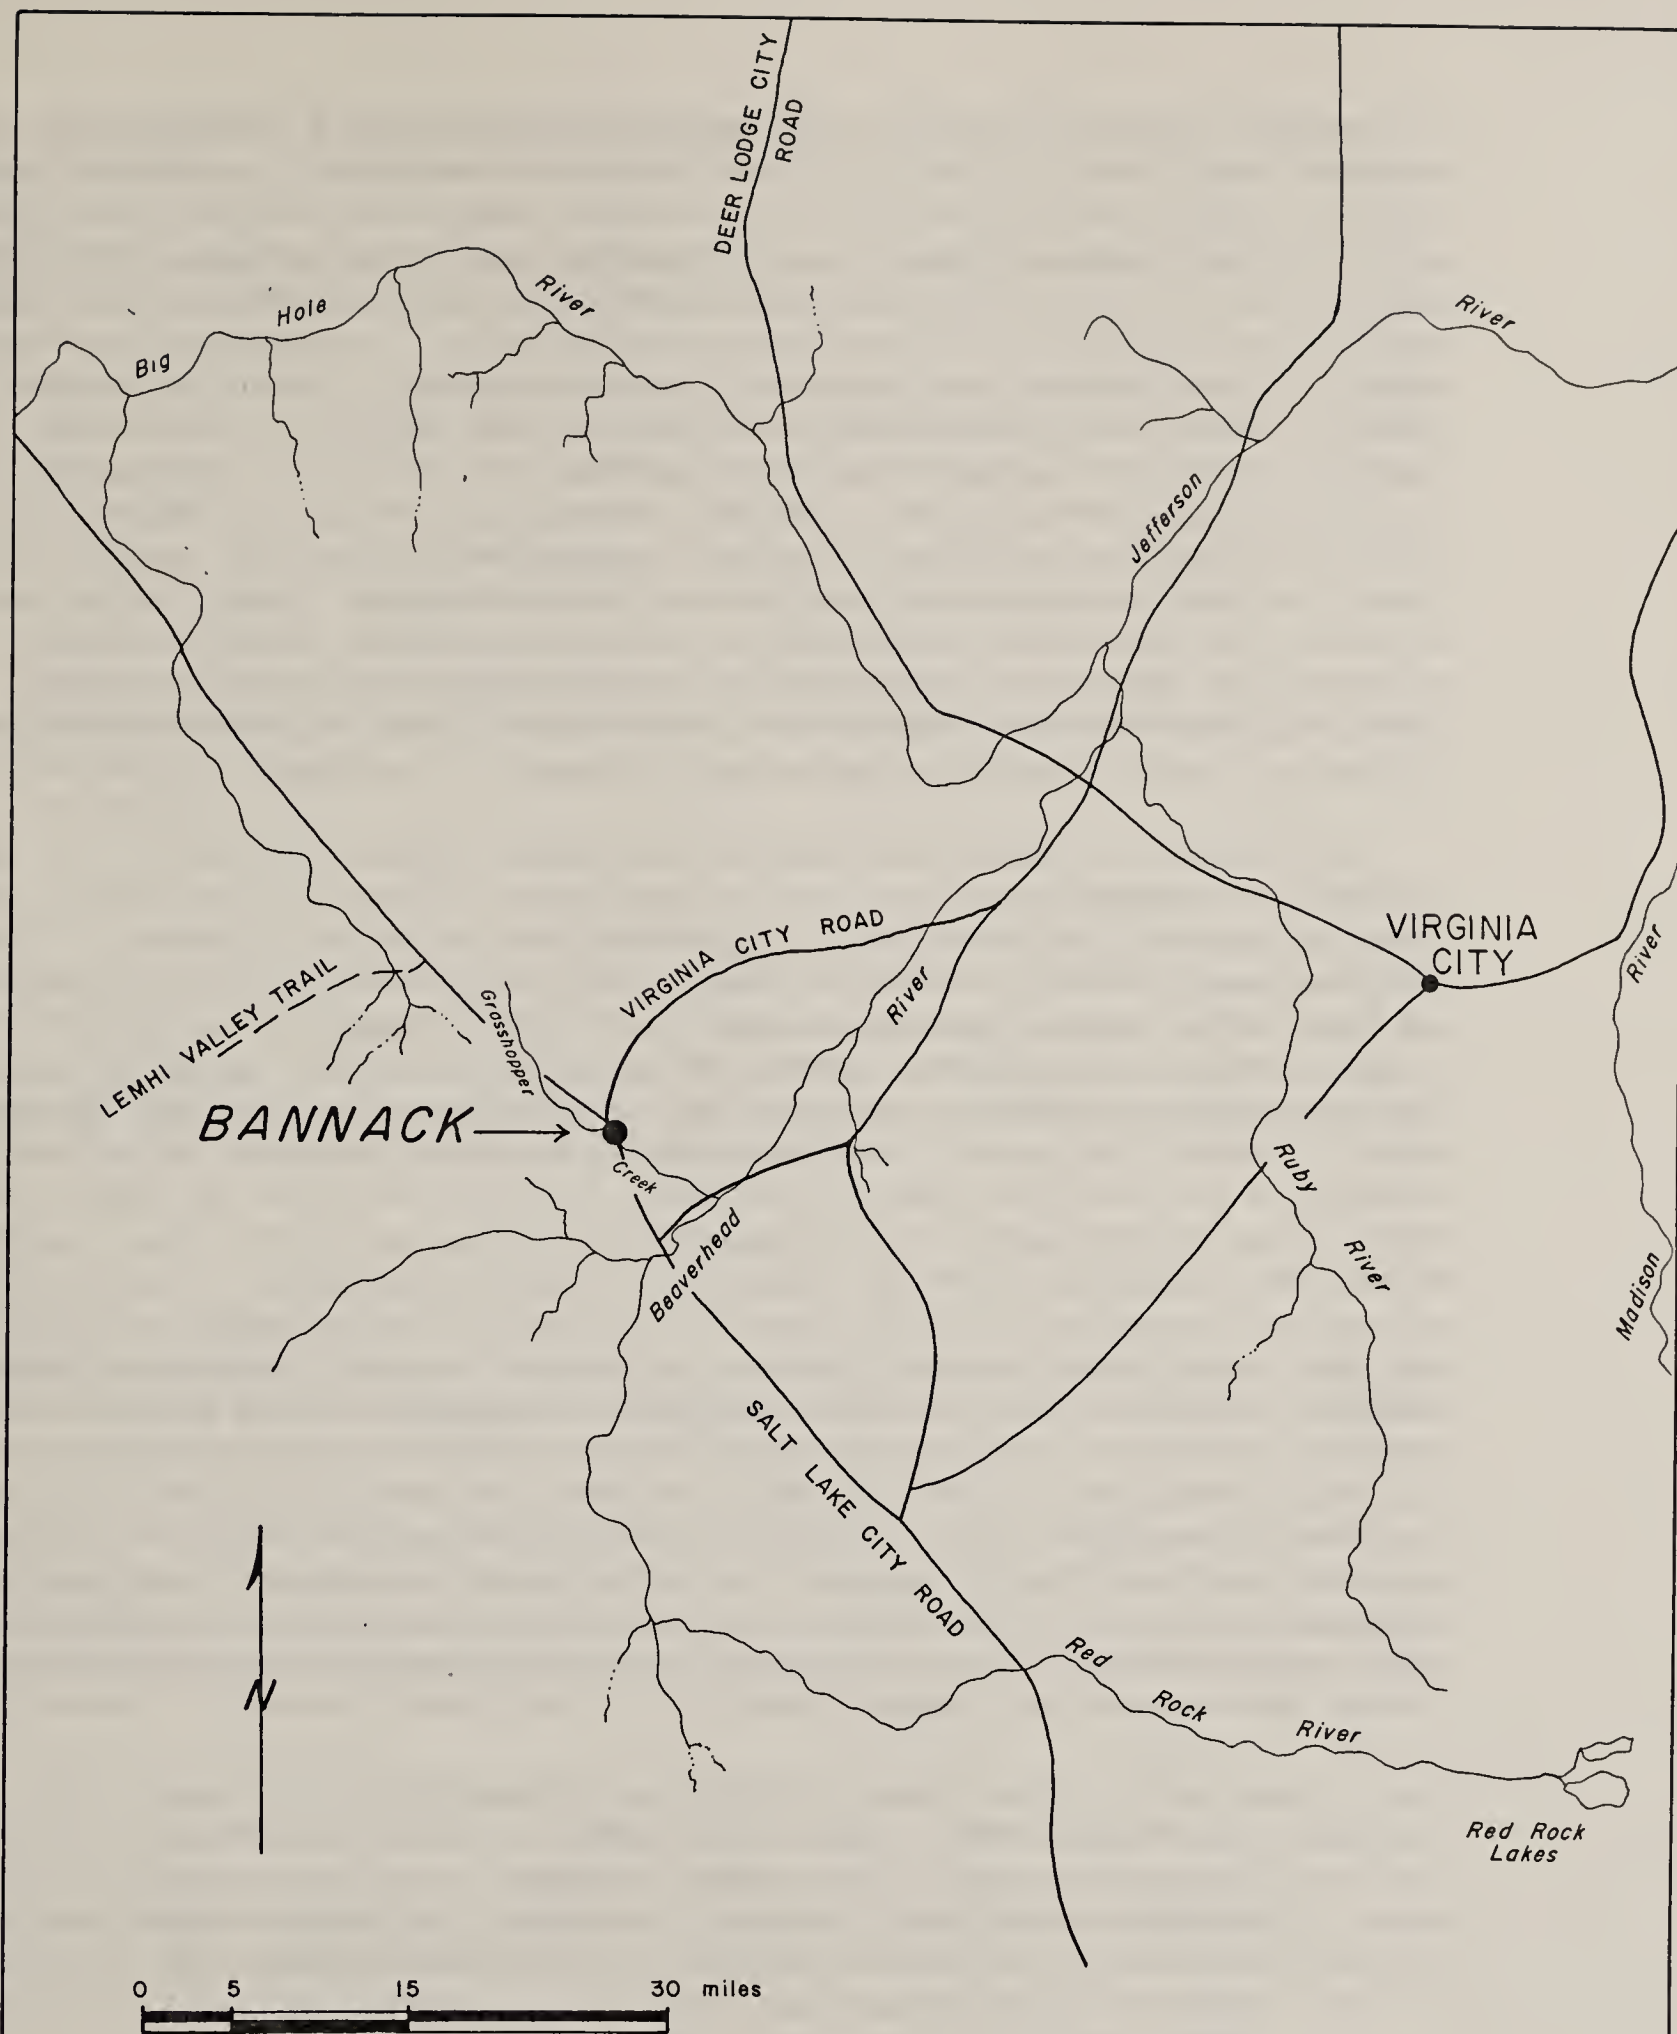 DEER LODGE CITY
ROAD
Big Hole River
River
Jefferson
VIRGINIA CITY ROAD
VIRGINIA
CITY
River
LEMHI VALLEY TRAIL
River
Grasshopper
BANNACK
Creek
Ruby
River
Beaverhead
Madison
SALT LAKE CITY ROAD
N
Red Rock River
Red Rock
Lakes
0 5 15 30 miles